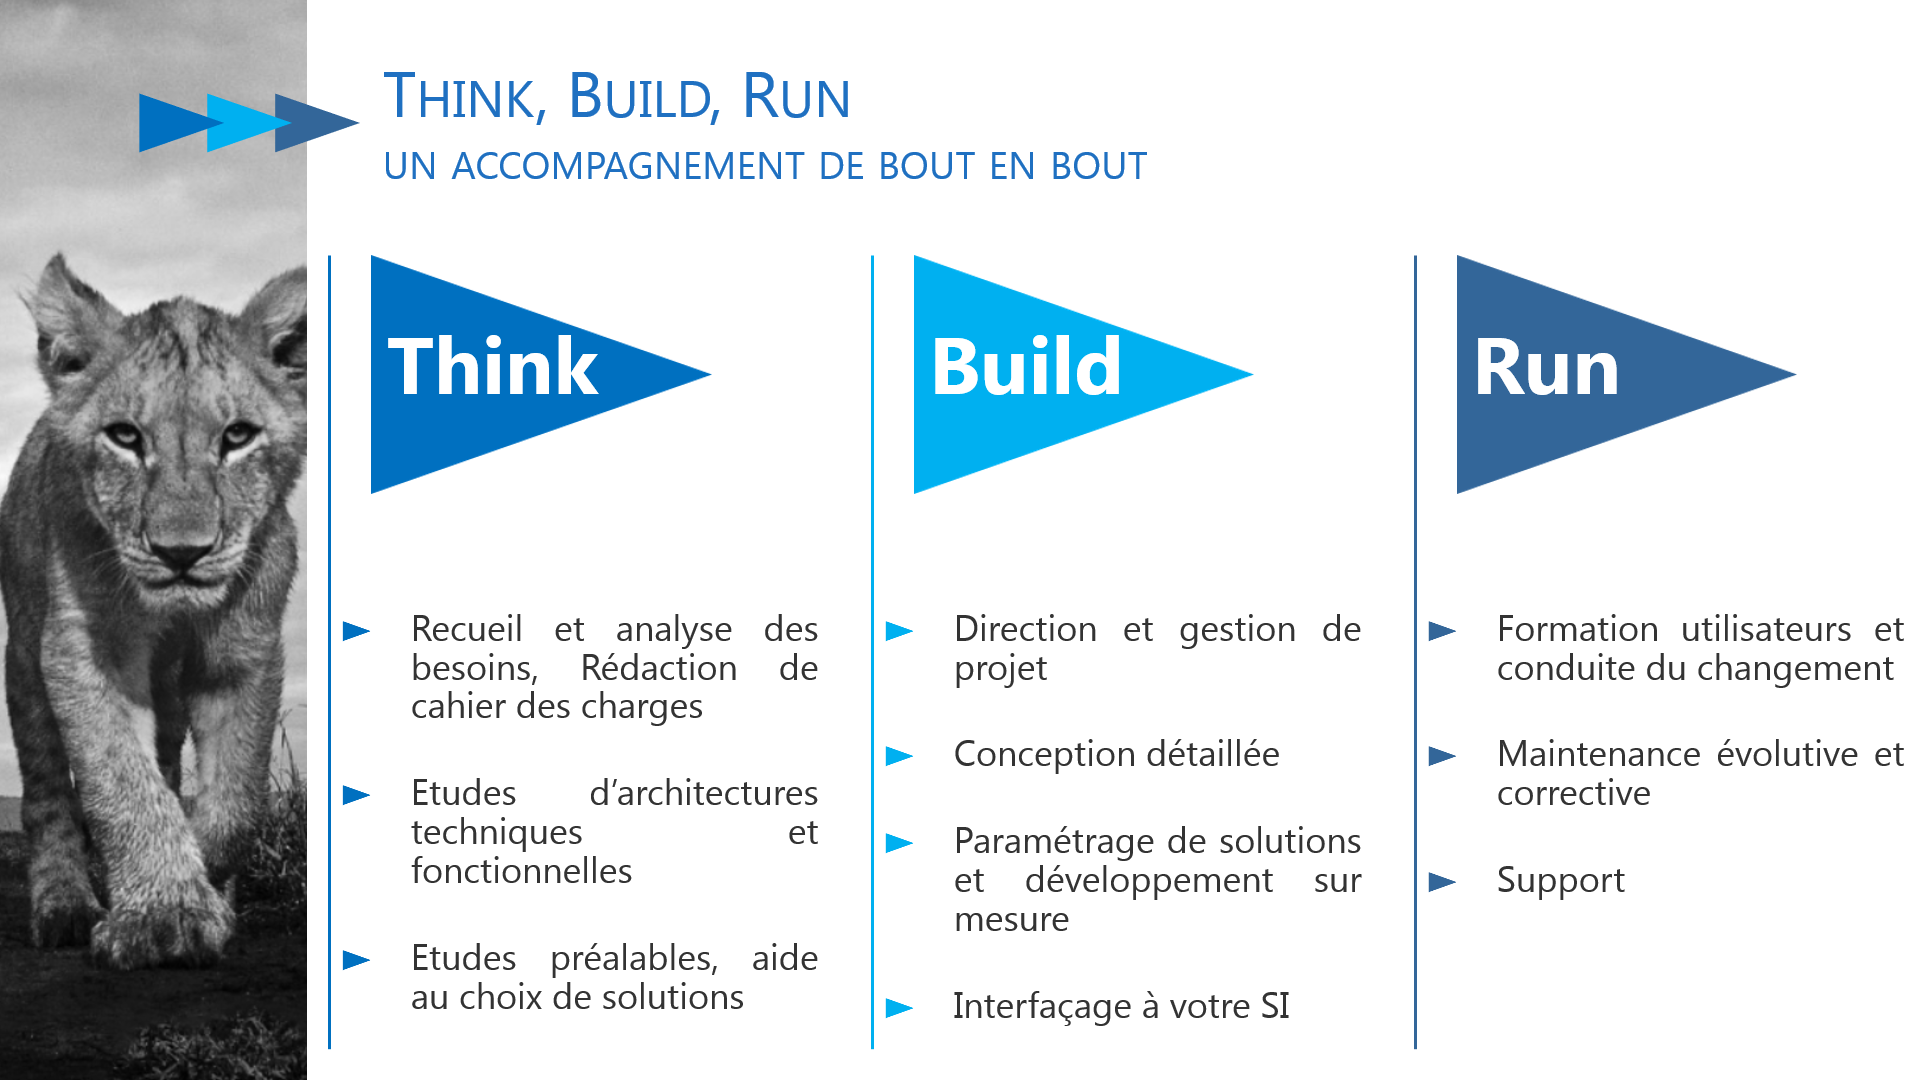 Think, Build, Run
un accompagnement de bout en bout
Think
Recueil et analyse des
besoins, Rédaction de
cahier des charges
Etudes d’architectures
techniques et
fonctionnelles
Etudes préalables, aide
au choix de solutions
Build
Direction et gestion de
projet
Conception détaillée
Paramétrage de solutions
et développement sur
mesure
Interfaçage à votre SI
Run
Formation utilisateurs et
conduite du changement
Maintenance évolutive et
corrective
Support